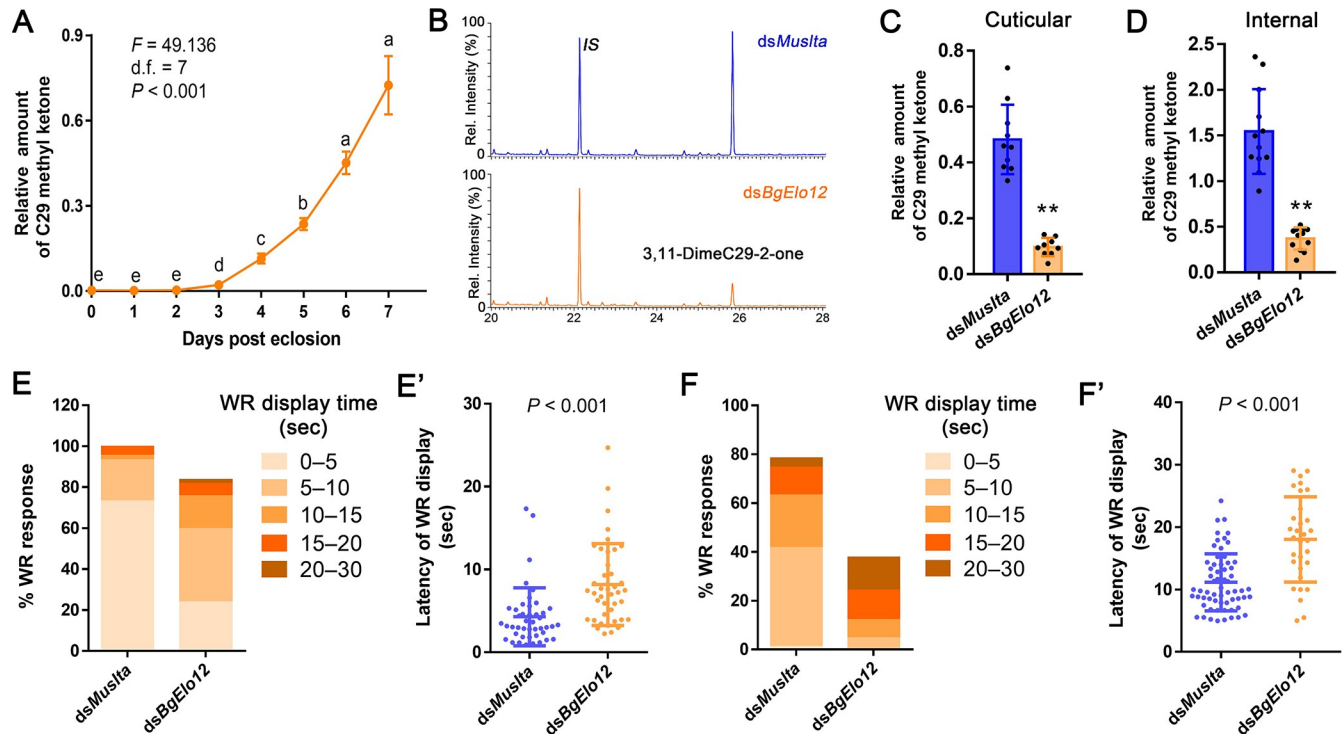 A
Relative amount
of C29 methyl ketone
0.9
0.6
0.3
0.0
F = 49.136
d.f. = 7
P < 0.001
e e e d c b a a
0 1 2 3 4 5 6 7
Days post eclosion
B
Rel. Intensity (%)
100
0
IS
dsMuslta
Rel. Intensity (%)
100
0
dsBgElo12
3,11-DimeC29-2-one
20 22 24 26 28
C
Cuticular
Relative amount
of C29 methyl ketone
0.8
0.6
0.4
0.2
0.0
**
dsMuslta
dsBgElo12
D
Internal
Relative amount
of C29 methyl ketone
2.5
2.0
1.5
1.0
0.5
0.0
**
dsMuslta
dsBgElo12
E
% WR response
120
100
80
60
40
20
0
dsMuslta
dsBgElo12
WR display time
(sec)
0–5
5–10
10–15
15–20
20–30
E’
Latency of WR display
(sec)
30
20
10
0
P < 0.001
dsMuslta
dsBgElo12
F
% WR response
100
80
60
40
20
0
dsMuslta
dsBgElo12
WR display time
(sec)
0–5
5–10
10–15
15–20
20–30
F’
Latency of WR display
(sec)
40
30
20
10
0
P < 0.001
dsMuslta
dsBgElo12